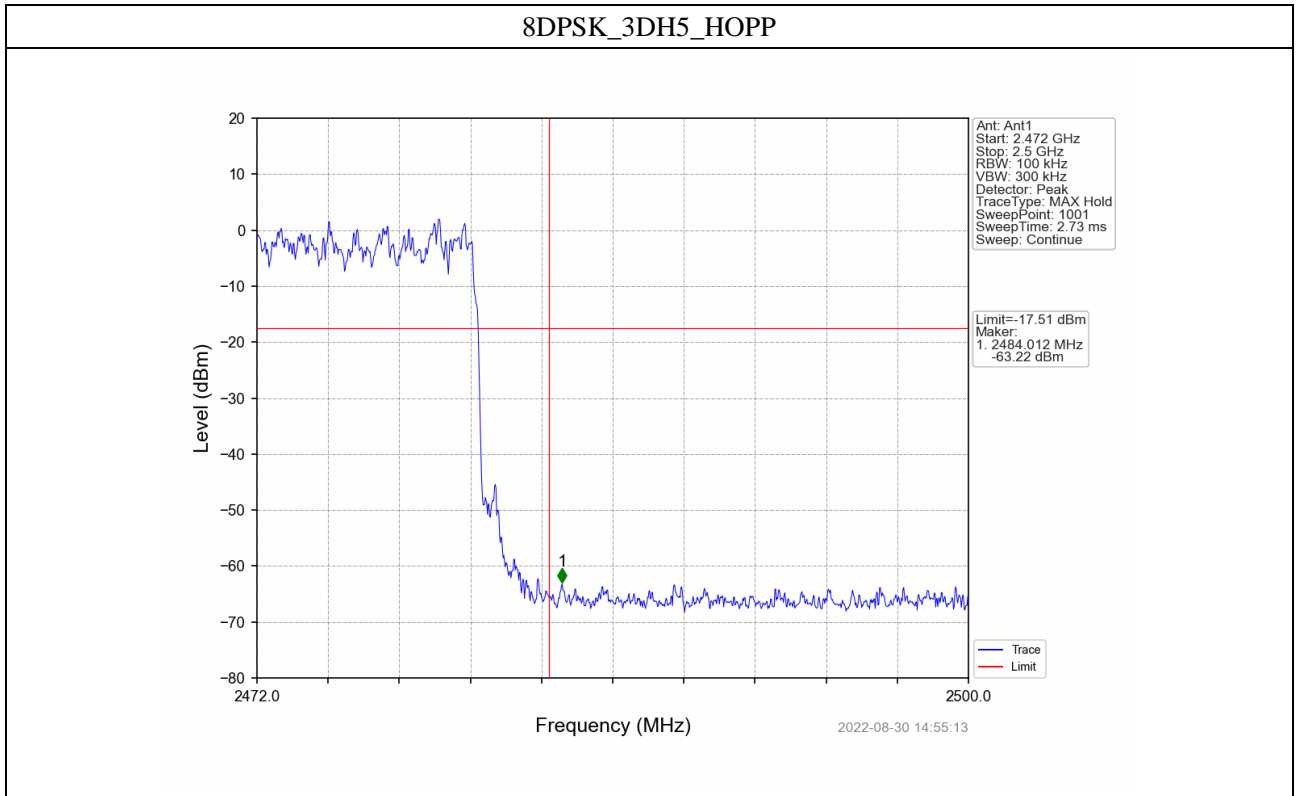 8DPSK_3DH5_HOPP
20
10
0
−10
−20
−30
−40
−50
−60
−70
−80
Level (dBm)
1
2472.0
2500.0
Frequency (MHz)
2022-08-30 14:55:13
Ant: Ant1
Start: 2.472 GHz
Stop: 2.5 GHz
RBW: 100 kHz
VBW: 300 kHz
Detector: Peak
TraceType: MAX Hold
SweepPoint: 1001
SweepTime: 2.73 ms
Sweep: Continue
Limit=-17.51 dBm
Maker:
1. 2484.012 MHz
-63.22 dBm
Trace
Limit